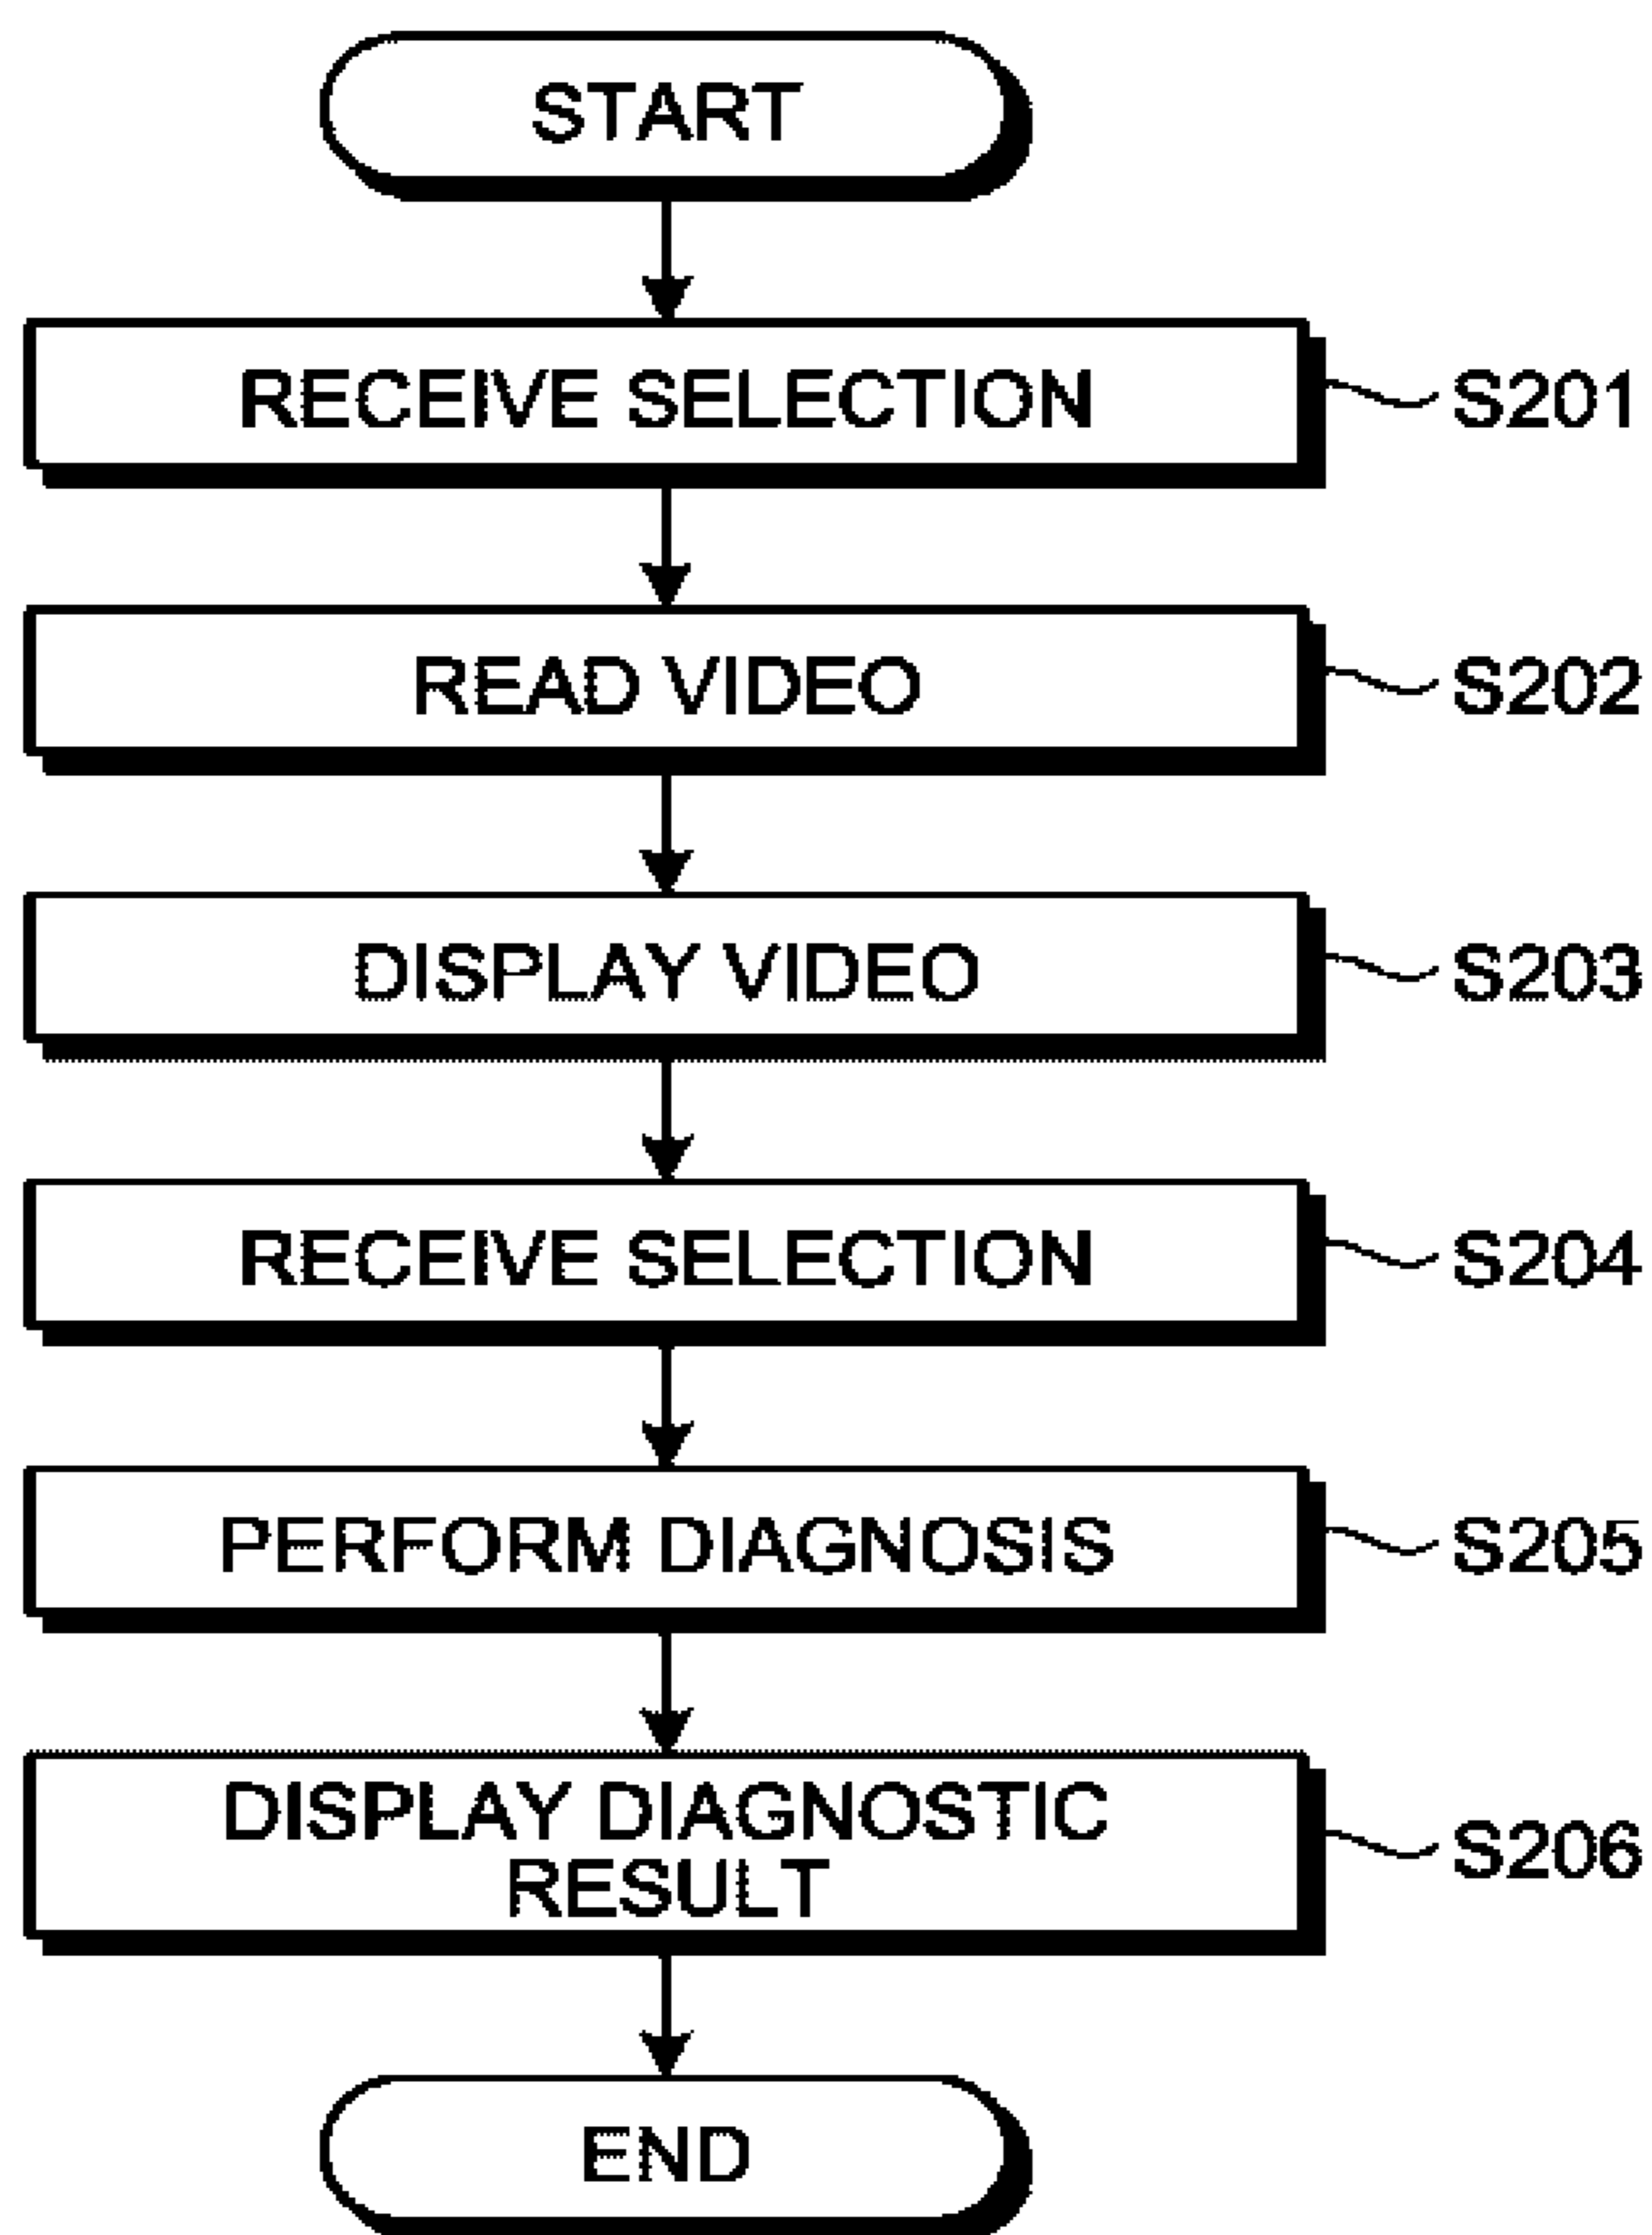 START
RECEIVE SELECTION
S201
READ VIDEO
S202
DISPLAY VIDEO
S203
RECEIVE SELECTION
S204
PERFORM DIAGNOSIS
S205
DISPLAY DIAGNOSTIC
RESULT
S206
END